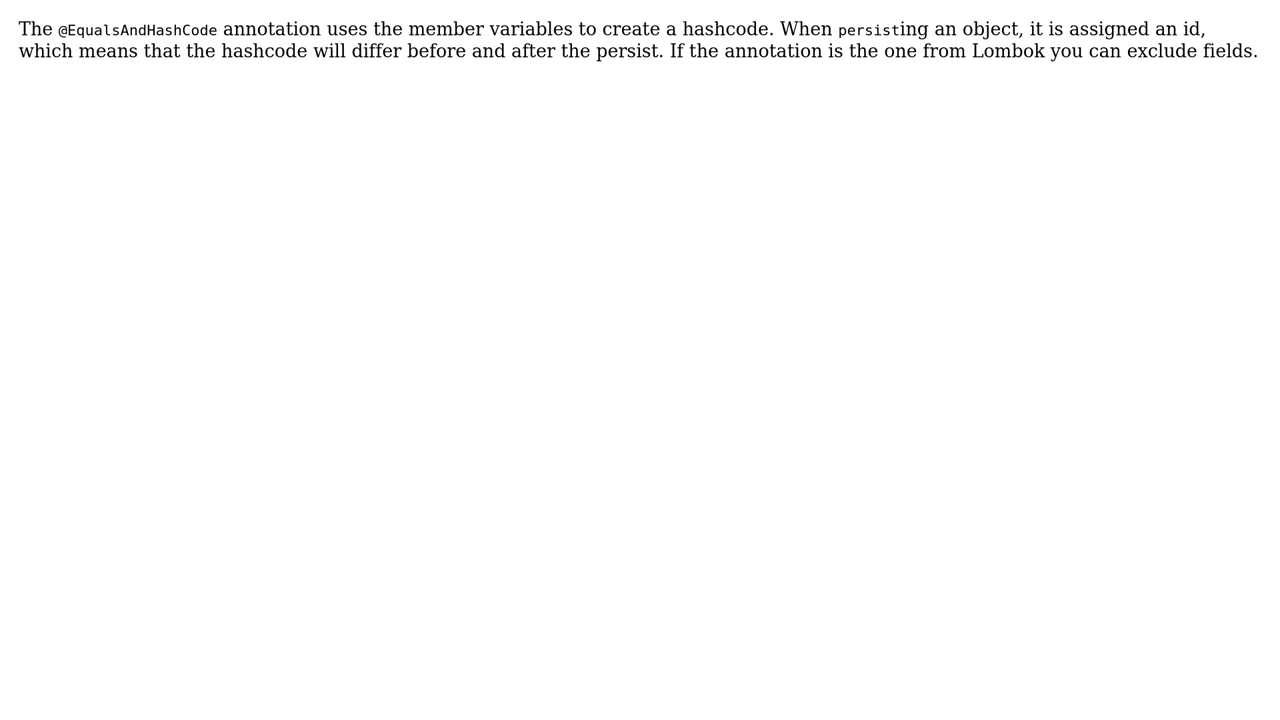 The @EqualsAndHashCode annotation uses the member variables to create a hashcode. When persisting an object, it is assigned an id,
which means that the hashcode will differ before and after the persist. If the annotation is the one from Lombok you can exclude fields.